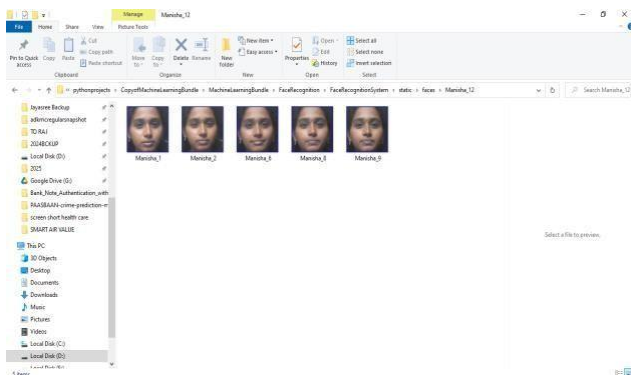 Manage Manisha_12
File Home Share View Picture Tools
Pin to Quick access
Copy
Paste
Cut
Copy path
Paste shortcut
Move to
Copy to
Delete
Rename
New folder
New item
Easy access
Properties
Open
Edit
History
Select all
Select none
Invert selection
Clipboard Organize New Open Select
« pythonprojects › CopyofMachineLearningBundle › MachineLearningBundle › FaceRecognition › FaceRecognitionSystem › static › faces › Manisha_12
Search Manisha_12
Jayasree Backup
TD RAJ
2024BCKUP
Local Disk (D:)
2025
Google Drive (G:)
Bank_Note_Authentication_with
PAASBAAN-crime-prediction-m
screen chort health care
SMART AIR VALUE
This PC
3D Objects
Desktop
Documents
Downloads
Music
Pictures
Videos
Local Disk (C:)
Local Disk (D:)
Manisha_1 Manisha_2 Manisha_6 Manisha_8 Manisha_9
Select a file to preview.
5 items